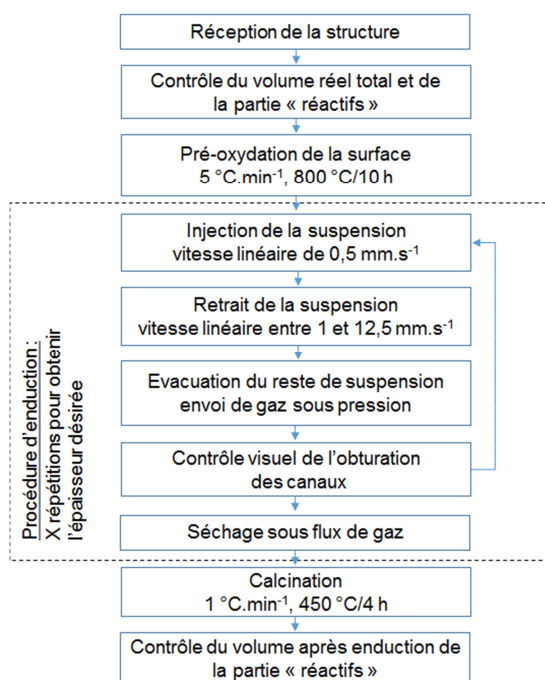 Réception de la structure
Contrôle du volume réel total et de
la partie « réactifs »
Pré-oxydation de la surface
5 °C.min⁻¹, 800 °C/10 h
Procédure d'enduction :
X répétitions pour obtenir
l'épaisseur désirée
Injection de la suspension
vitesse linéaire de 0,5 mm.s⁻¹
Retrait de la suspension
vitesse linéaire entre 1 et 12,5 mm.s⁻¹
Evacuation du reste de suspension
envoi de gaz sous pression
Contrôle visuel de l'obturation
des canaux
Séchage sous flux de gaz
Calcination
1 °C.min⁻¹, 450 °C/4 h
Contrôle du volume après enduction de
la partie « réactifs »